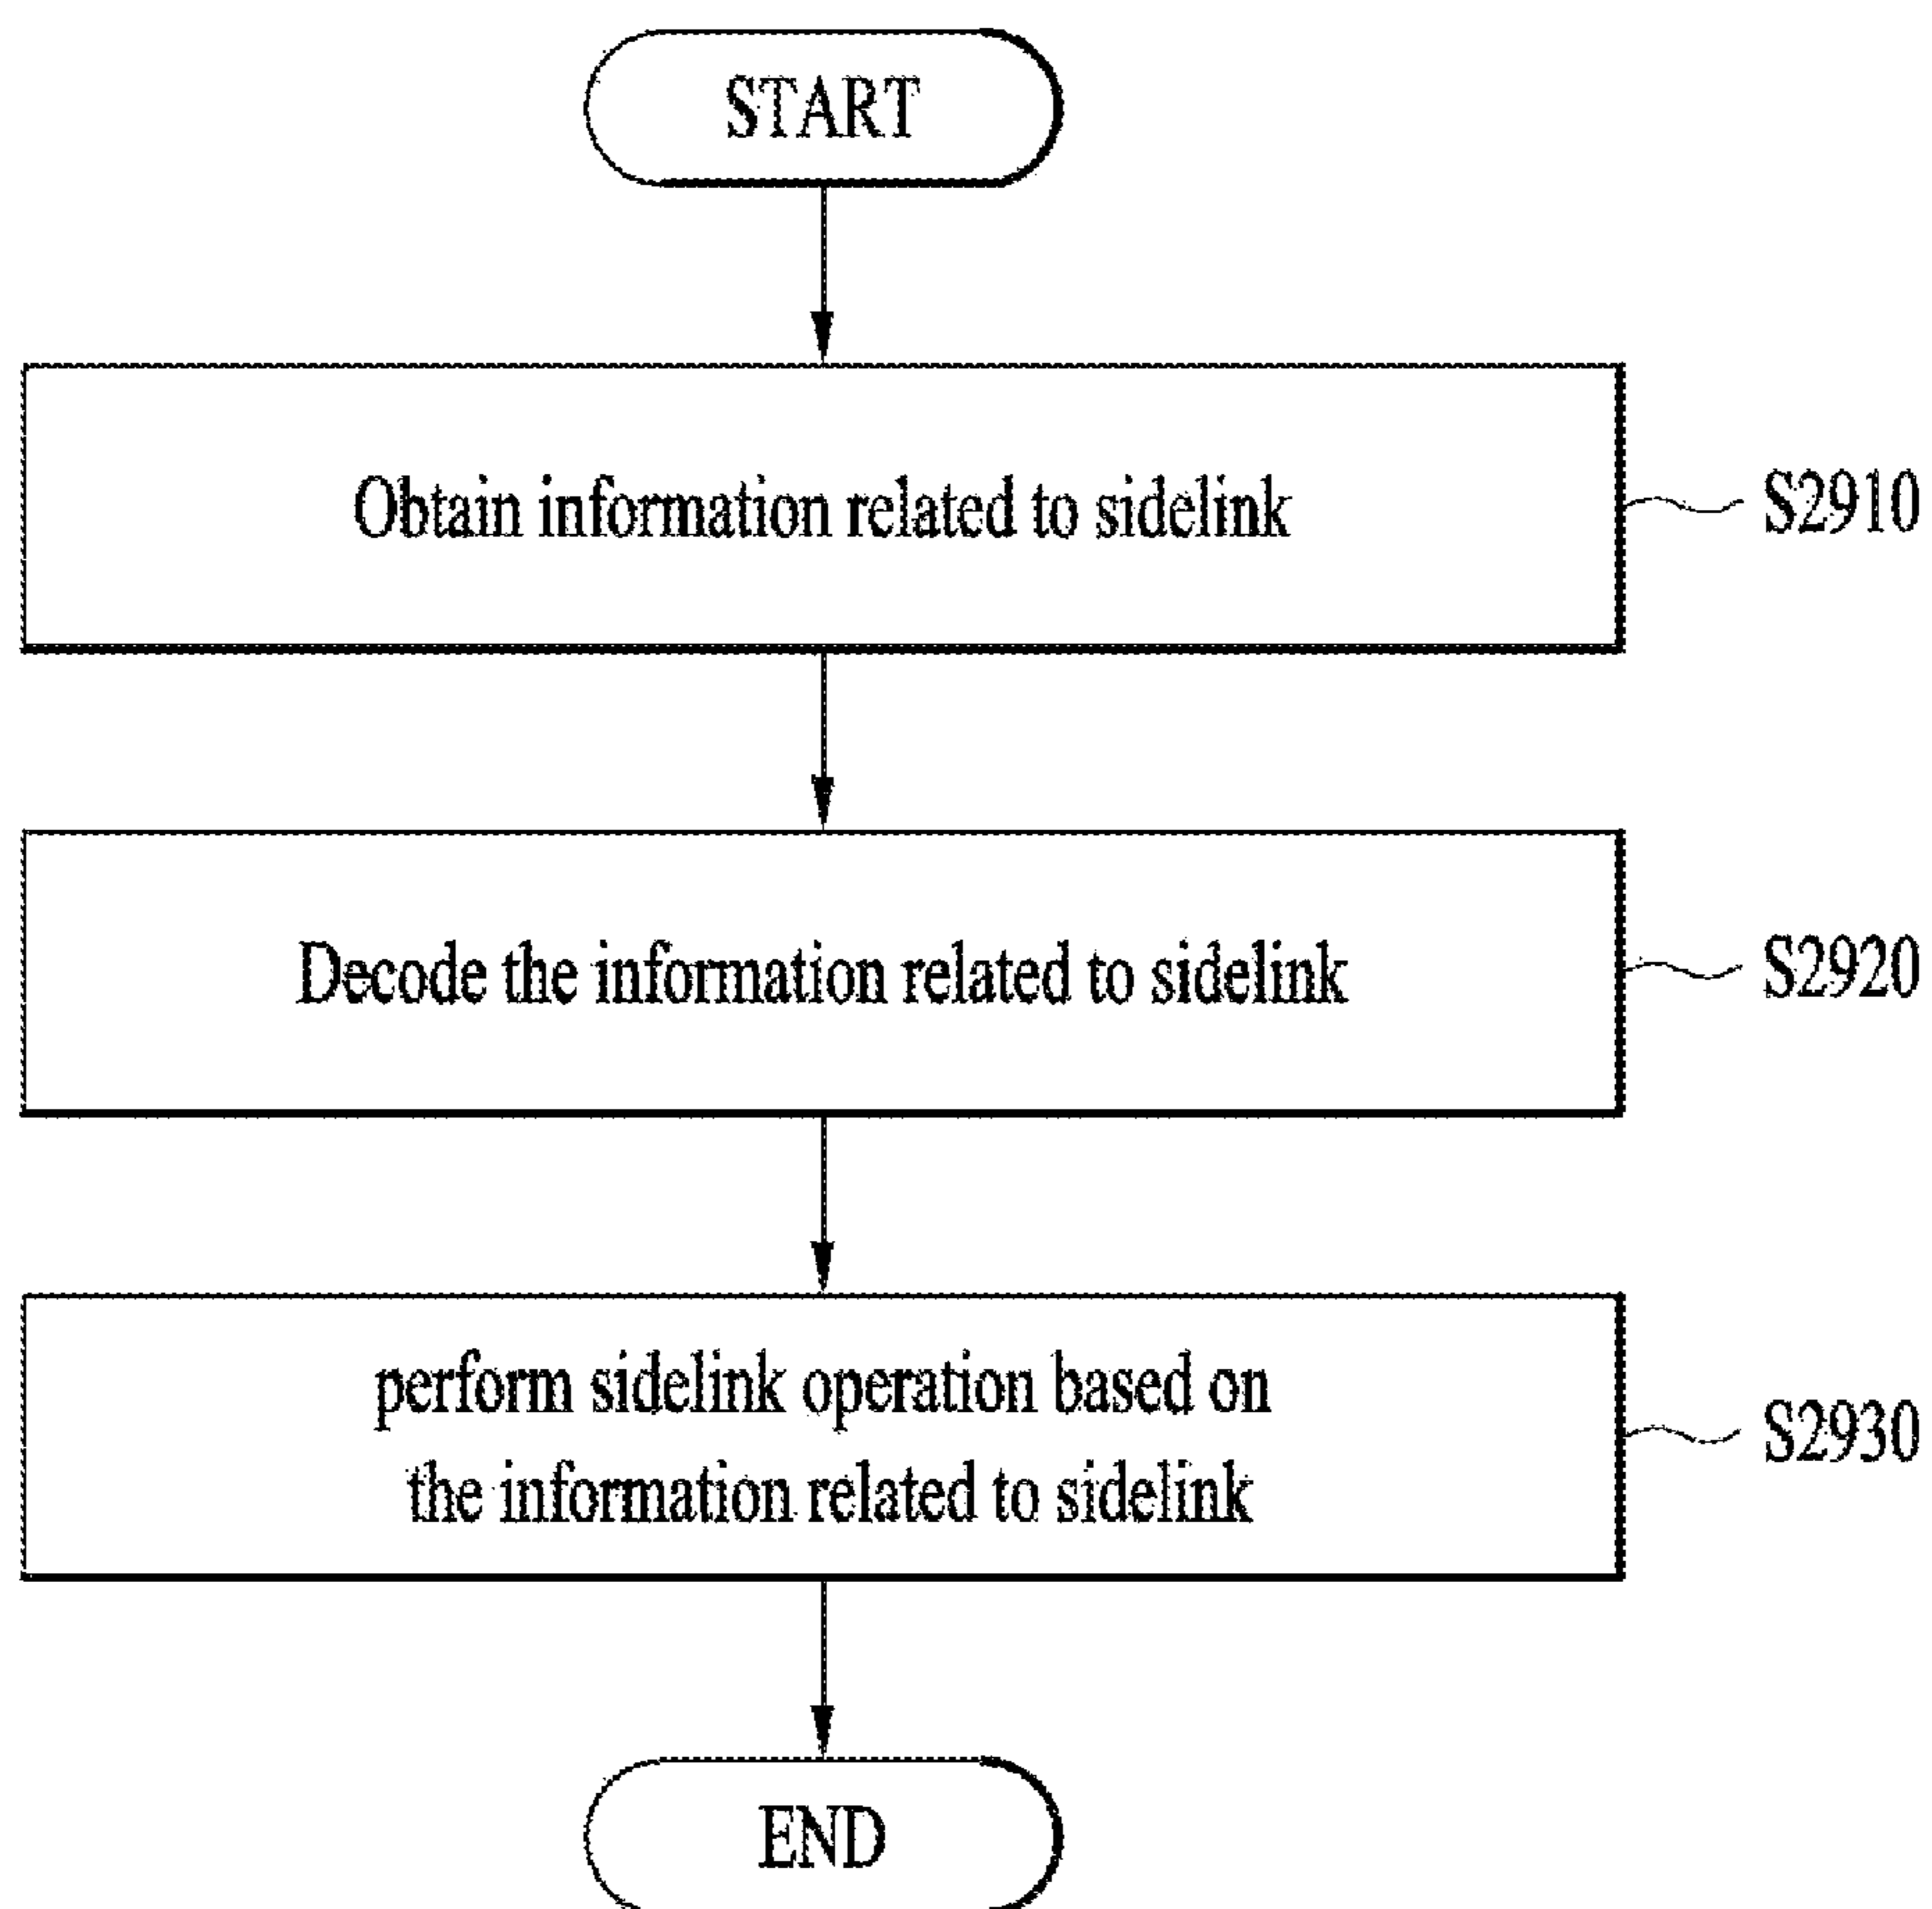 START
Obtain information related to sidelink
S2910
Decode the information related to sidelink
S2920
perform sidelink operation based on
the information related to sidelink
S2930
END